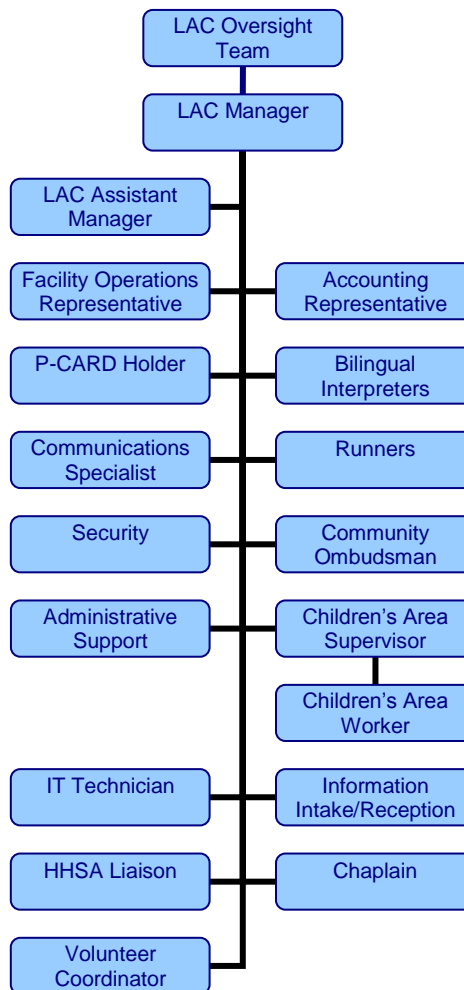 LAC Oversight
Team
LAC Manager
LAC Assistant
Manager
Facility Operations
Representative
Accounting
Representative
P-CARD Holder
Bilingual
Interpreters
Communications
Specialist
Runners
Security
Community
Ombudsman
Administrative
Support
Children’s Area
Supervisor
Children’s Area
Worker
IT Technician
Information
Intake/Reception
HHSA Liaison
Chaplain
Volunteer
Coordinator